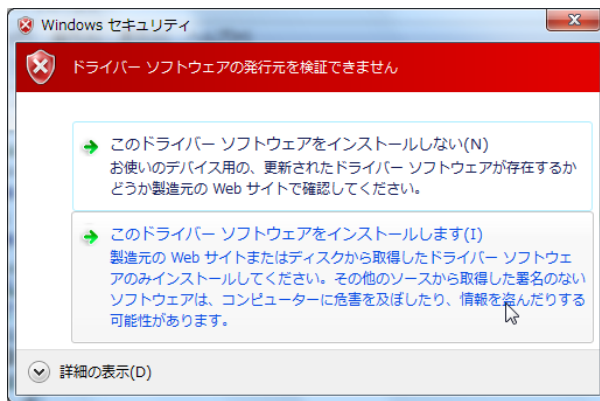 Windows セキュリティ
ドライバー ソフトウェアの発行元を検証できません
このドライバー ソフトウェアをインストールしない(N)
お使いのデバイス用の、更新されたドライバー ソフトウェアが存在するか
どうか製造元の Web サイトで確認してください。
このドライバー ソフトウェアをインストールします(I)
製造元の Web サイトまたはディスクから取得したドライバー ソフトウェ
アのみインストールしてください。その他のソースから取得した署名のない
ソフトウェアは、コンピューターに危害を及ぼしたり、情報を盗んだりする
可能性があります。
詳細の表示(D)